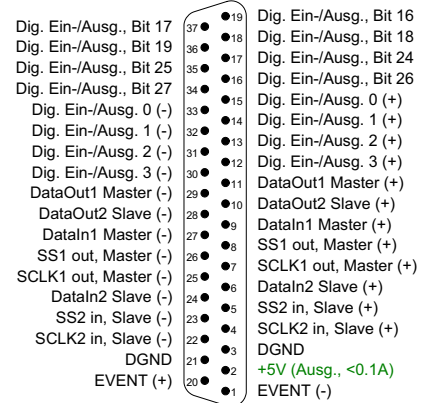 Dig. Ein-/Ausg., Bit 17
Dig. Ein-/Ausg., Bit 19
Dig. Ein-/Ausg., Bit 25
Dig. Ein-/Ausg., Bit 27
Dig. Ein-/Ausg. 0 (-)
Dig. Ein-/Ausg. 1 (-)
Dig. Ein-/Ausg. 2 (-)
Dig. Ein-/Ausg. 3 (-)
DataOut1 Master (-)
DataOut2 Slave (-)
DataIn1 Master (-)
SS1 out, Master (-)
SCLK1 out, Master (-)
DataIn2 Slave (-)
SS2 in, Slave (-)
SCLK2 in, Slave (-)
DGND
EVENT (+)
37
36
35
34
33
32
31
30
29
28
27
26
25
24
23
22
21
20
19
18
17
16
15
14
13
12
11
10
9
8
7
6
5
4
3
2
1
Dig. Ein-/Ausg., Bit 16
Dig. Ein-/Ausg., Bit 18
Dig. Ein-/Ausg., Bit 24
Dig. Ein-/Ausg., Bit 26
Dig. Ein-/Ausg. 0 (+)
Dig. Ein-/Ausg. 1 (+)
Dig. Ein-/Ausg. 2 (+)
Dig. Ein-/Ausg. 3 (+)
DataOut1 Master (+)
DataOut2 Slave (+)
DataIn1 Master (+)
SS1 out, Master (+)
SCLK1 out, Master (+)
DataIn2 Slave (+)
SS2 in, Slave (+)
SCLK2 in, Slave (+)
DGND
+5V (Ausg., <0.1A)
EVENT (-)